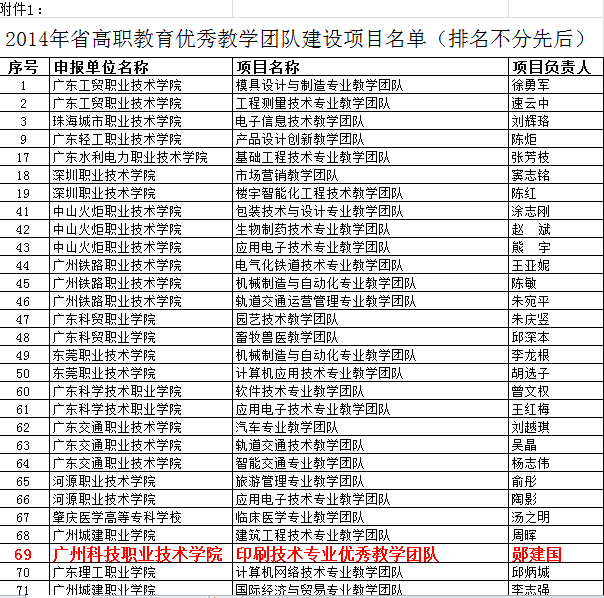 附件1：
2014年省高职教育优秀教学团队建设项目名单（排名不分先后）
序号 申报单位名称 项目名称 项目负责人
1 广东工贸职业技术学院 模具设计与制造专业教学团队 徐勇军
2 广东工贸职业技术学院 工程测量技术专业教学团队 速云中
3 珠海城市职业技术学院 电子信息技术教学团队 刘辉珞
9 广东轻工职业技术学院 产品设计创新教学团队 陈炬
17 广东水利电力职业技术学院 基础工程技术专业教学团队 张芳枝
18 深圳职业技术学院 市场营销教学团队 窦志铭
19 深圳职业技术学院 楼宇智能化工程技术教学团队 陈红
41 中山火炬职业技术学院 包装技术与设计专业教学团队 涂志刚
42 中山火炬职业技术学院 生物制药技术专业教学团队 赵 斌
43 中山火炬职业技术学院 应用电子技术专业教学团队 熊 宇
44 广州铁路职业技术学院 电气化铁道技术专业教学团队 王亚妮
45 广州铁路职业技术学院 机械制造与自动化专业教学团队 陈敏
46 广州铁路职业技术学院 轨道交通运营管理专业教学团队 朱宛平
47 广东科贸职业学院 园艺技术教学团队 朱庆竖
48 广东科贸职业学院 畜牧兽医教学团队 邱深本
49 东莞职业技术学院 机械制造与自动化专业教学团队 李龙根
50 东莞职业技术学院 计算机应用技术专业教学团队 胡选子
60 广东科学技术职业学院 软件技术专业教学团队 曾文权
61 广东科学技术职业学院 应用电子技术专业教学团队 王红梅
62 广东交通职业技术学院 汽车专业教学团队 刘越琪
63 广东交通职业技术学院 轨道交通技术教学团队 吴晶
64 广东交通职业技术学院 智能交通专业教学团队 杨志伟
65 河源职业技术学院 旅游管理专业教学团队 俞彤
66 河源职业技术学院 应用电子技术专业教学团队 陶影
67 肇庆医学高等专科学校 临床医学专业教学团队 汤之明
68 广州城建职业学院 建筑工程技术专业教学团队 周晖
69 广州科技职业技术学院 印刷技术专业优秀教学团队 郧建国
70 广东理工职业学院 计算机网络技术专业教学团队 邱炳城
71 广州城建职业学院 国际经济与贸易专业教学团队 李志强